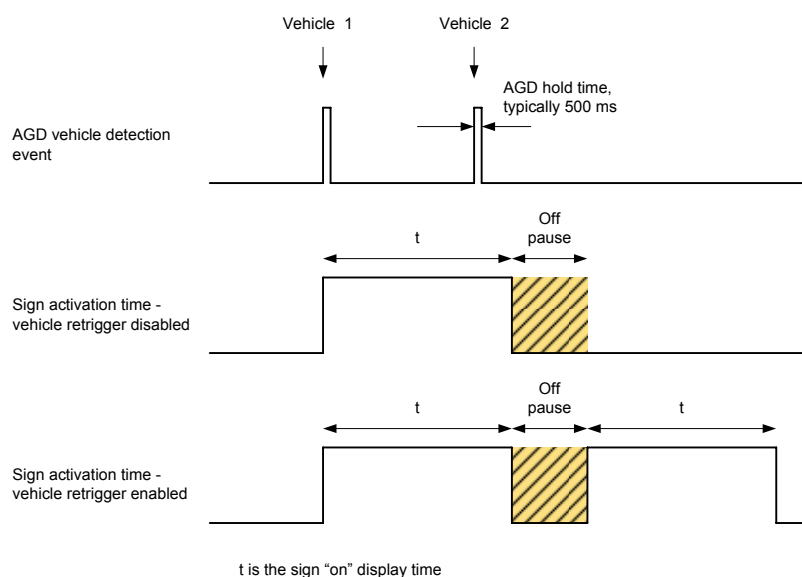 Vehicle 1
Vehicle 2
AGD hold time,
typically 500 ms
AGD vehicle detection
event
Off
pause
t
Sign activation time -
vehicle retrigger disabled
Off
pause
t
t
Sign activation time -
vehicle retrigger enabled
t is the sign “on” display time